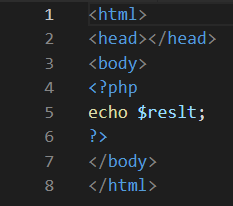 1 <html>
2 <head></head>
3 <body>
4 <?php
5 echo $reslt;
6 ?>
7 </body>
8 </html>